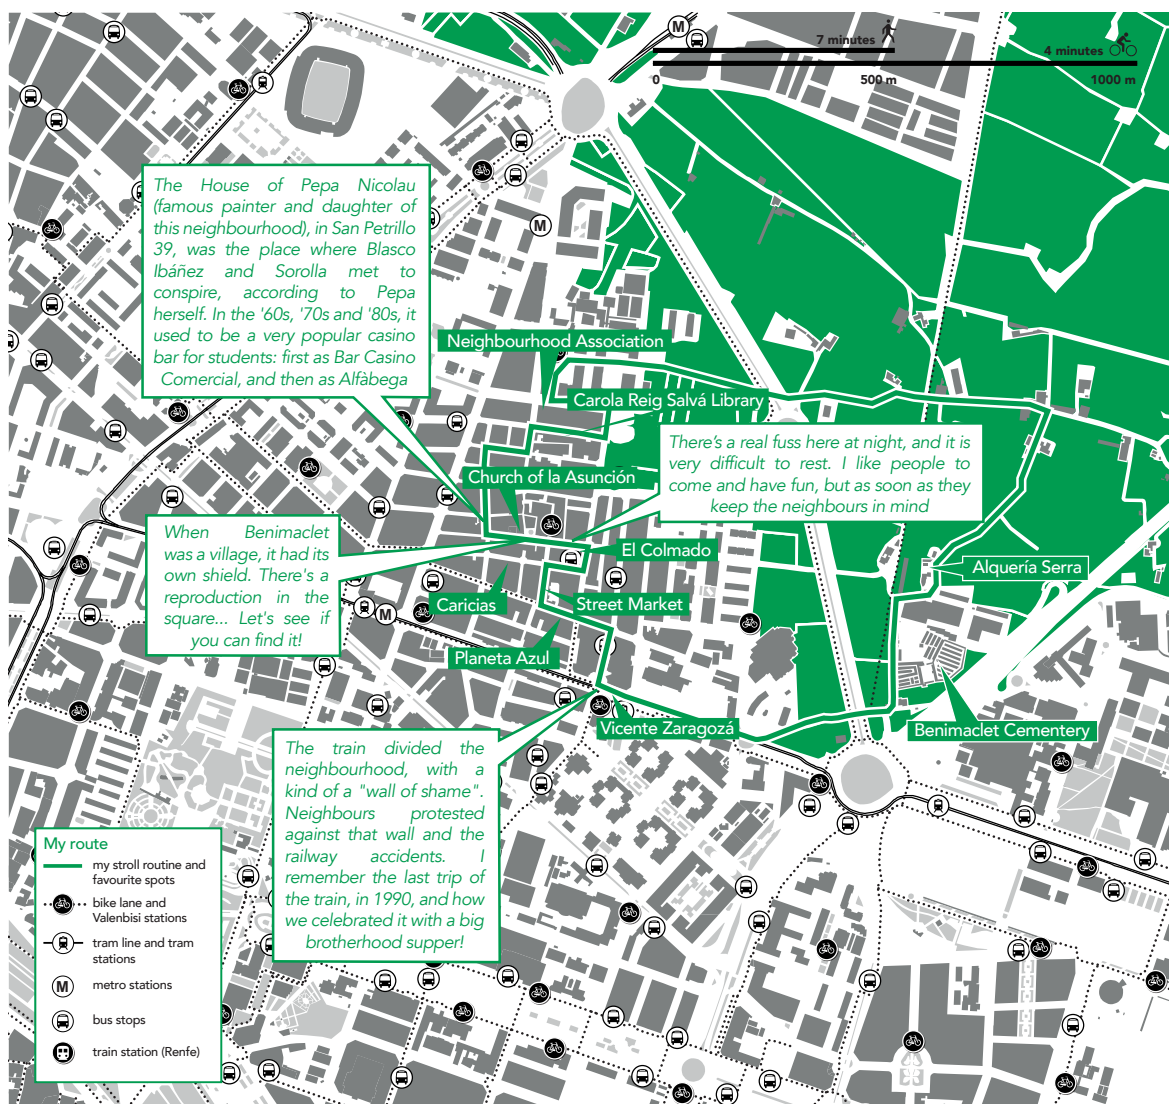 M
7 minutes
4 minutes
0
500 m
1000 m
The House of Pepa Nicolau
(famous painter and daughter of
this neighbourhood), in San Petrillo
39, was the place where Blasco
Ibáñez and Sorolla met to
conspire, according to Pepa
herself. In the '60s, '70s and '80s, it
used to be a very popular casino
bar for students: first as Bar Casino
Comercial, and then as Alfàbega
M
Neighbourhood Association
Carola Reig Salvá Library
There's a real fuss here at night, and it is
very difficult to rest. I like people to
come and have fun, but as soon as they
keep the neighbours in mind
Church of la Asunción
When Benimaclet
was a village, it had its
own shield. There's a
reproduction in the
square... Let's see if
you can find it!
El Colmado
Alquería Serra
Caricias
Street Market
M
Planeta Azul
Vicente Zaragozá
Benimaclet Cementery
The train divided the
neighbourhood, with a
kind of a "wall of shame".
Neighbours protested
against that wall and the
railway accidents. I
remember the last trip of
the train, in 1990, and how
we celebrated it with a big
brotherhood supper!
My route
my stroll routine and
favourite spots
bike lane and
Valenbisi stations
tram line and tram
stations
M
metro stations
bus stops
train station (Renfe)